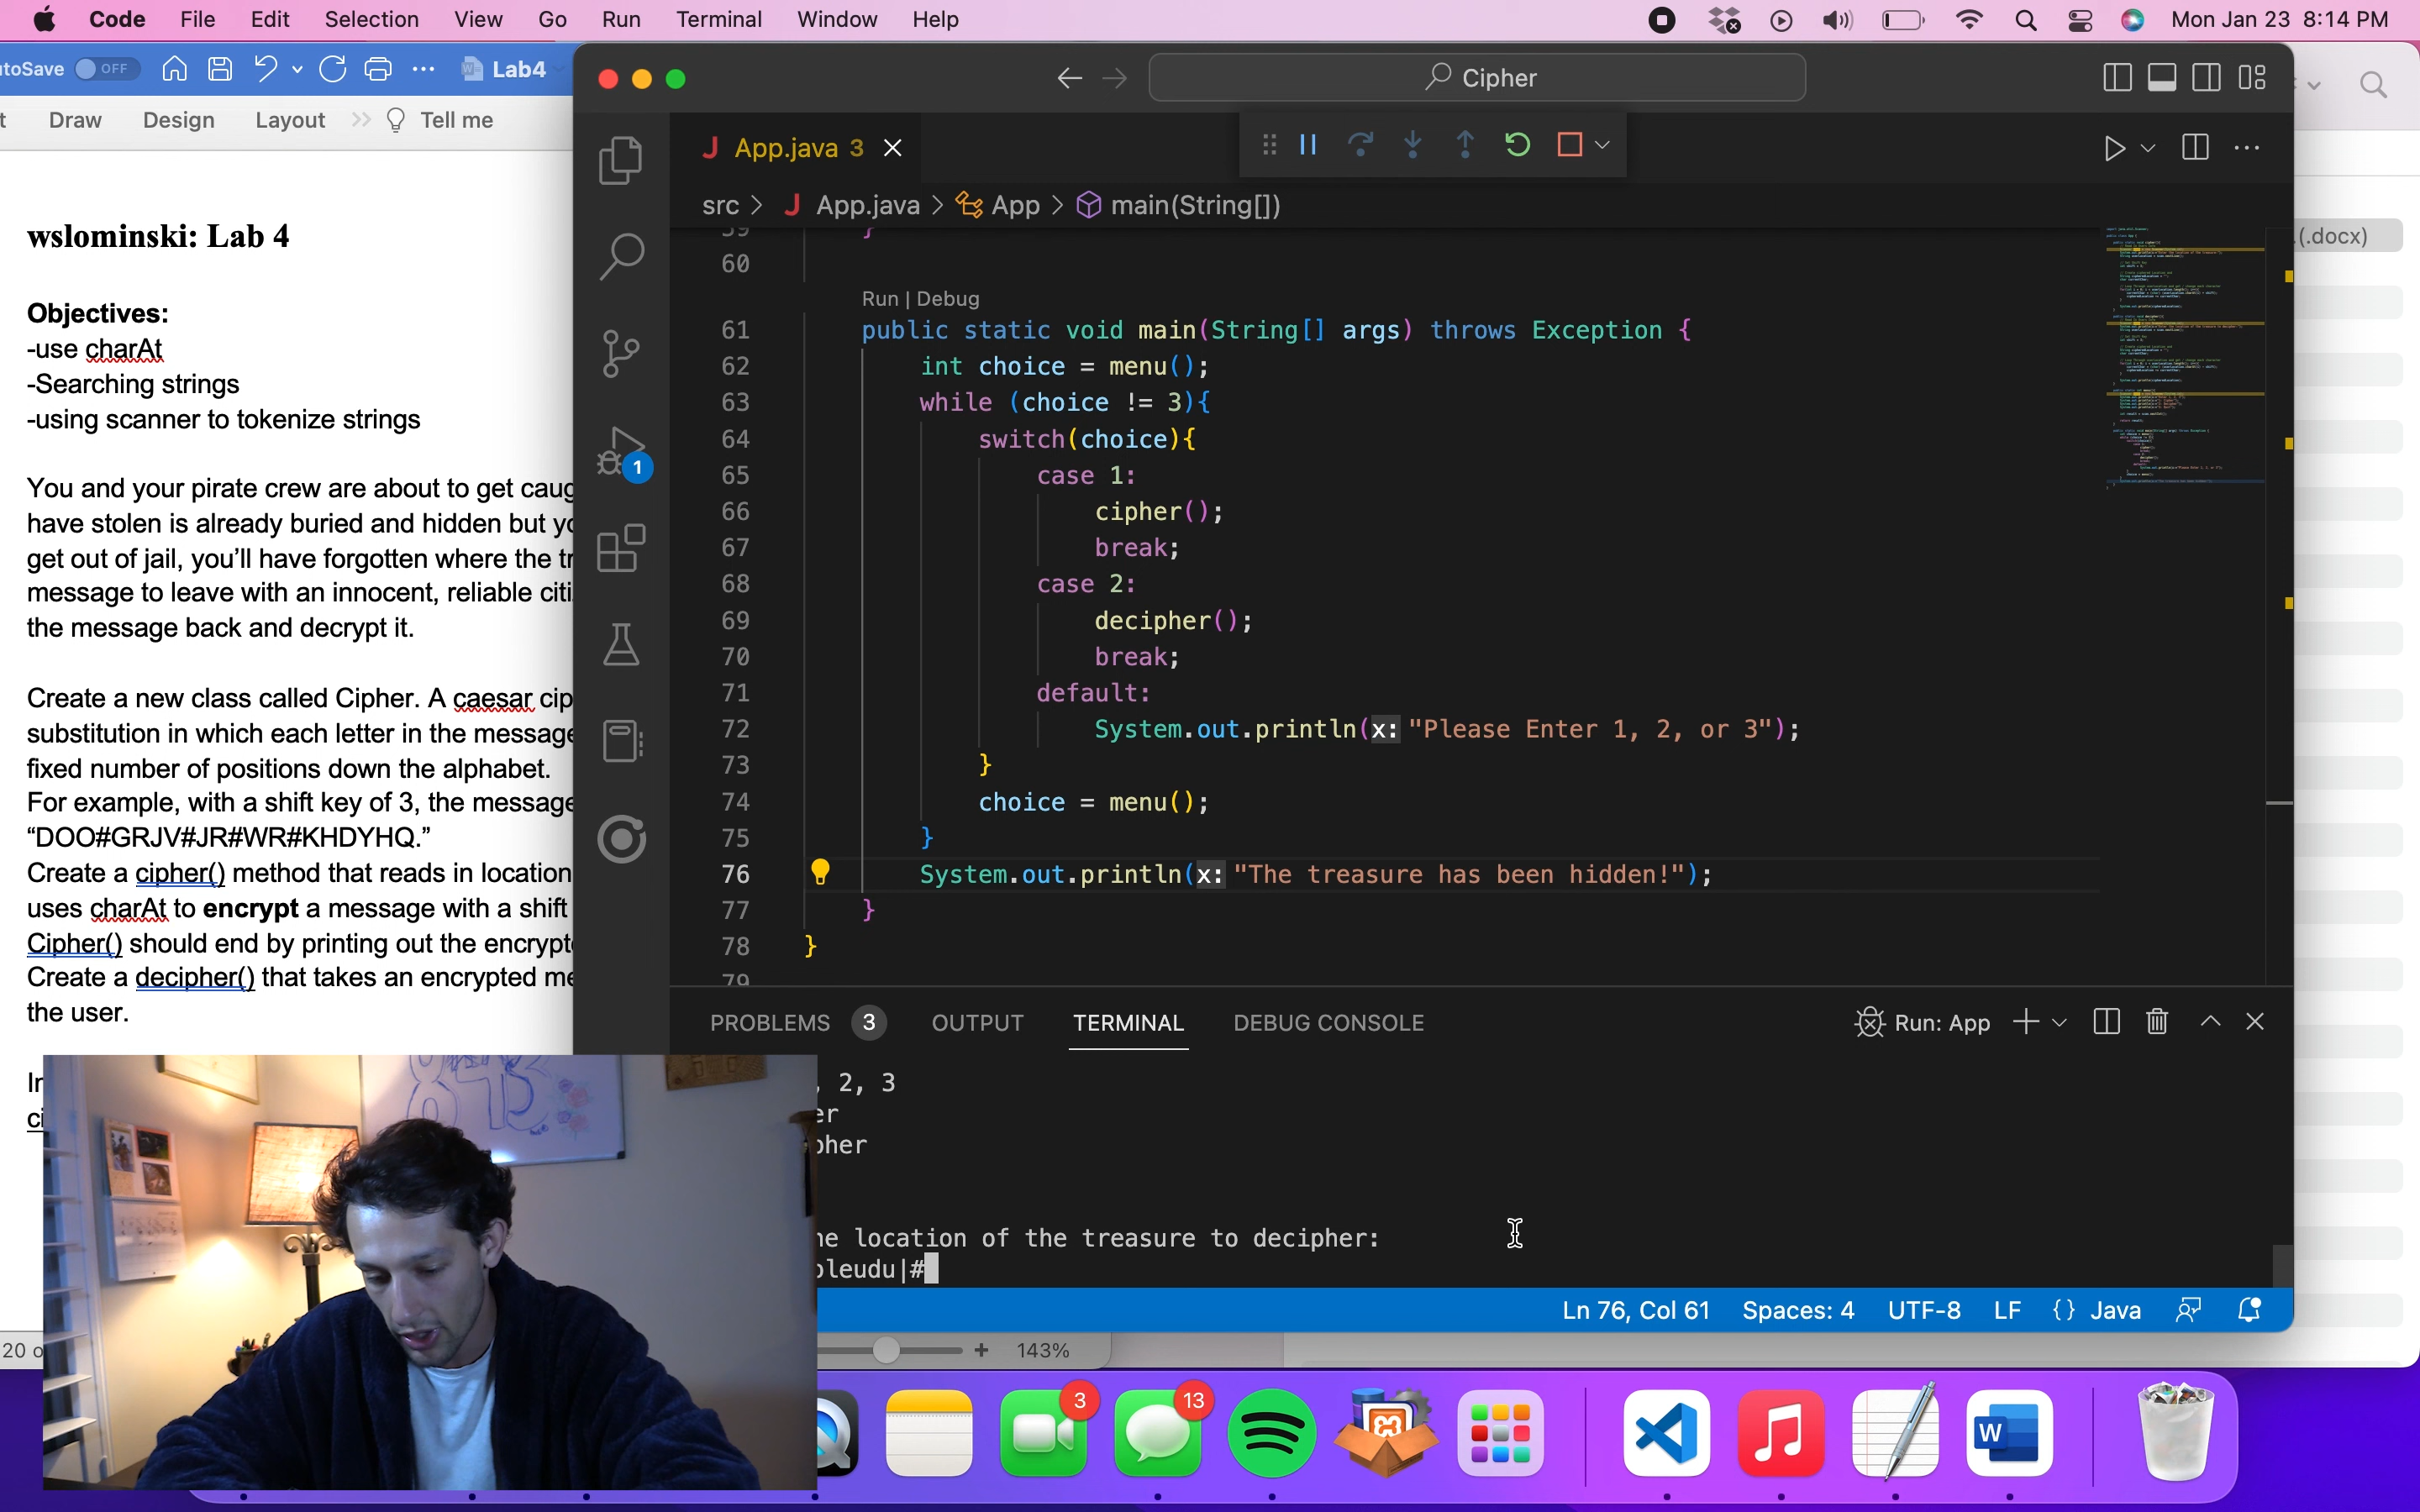 Code File Edit Selection View Go Run Terminal Window Help
Mon Jan 23 8:14 PM
utoSave OFF
Lab4
Draw Design Layout Tell me
wslominski: Lab 4
Objectives:
-use charAt
-Searching strings
-using scanner to tokenize strings
You and your pirate crew are about to get caug
have stolen is already buried and hidden but yo
get out of jail, you’ll have forgotten where the tr
message to leave with an innocent, reliable citi
the message back and decrypt it.
Create a new class called Cipher. A caesar cip
substitution in which each letter in the message
fixed number of positions down the alphabet.
For example, with a shift key of 3, the message
“DOO#GRJV#JR#WR#KHDYHQ.”
Create a cipher() method that reads in location
uses charAt to encrypt a message with a shift
Cipher() should end by printing out the encrypt
Create a decipher() that takes an encrypted me
the user.
In
ci
20 o
143%
Cipher
App.java 3
src > App.java > App > main(String[])
59 }
60
Run | Debug
61 public static void main(String[] args) throws Exception {
62 int choice = menu();
63 while (choice != 3){
64 switch(choice){
65 case 1:
66 cipher();
67 break;
68 case 2:
69 decipher();
70 break;
71 default:
72 System.out.println(x: "Please Enter 1, 2, or 3");
73 }
74 choice = menu();
75 }
76 System.out.println(x: "The treasure has been hidden!");
77 }
78 }
79
1
PROBLEMS 3 OUTPUT TERMINAL DEBUG CONSOLE
Run: App
, 2, 3
er
pher
he location of the treasure to decipher:
bleudu|#
Ln 76, Col 61 Spaces: 4 UTF-8 LF {} Java
(.docx)
843
3
13
W